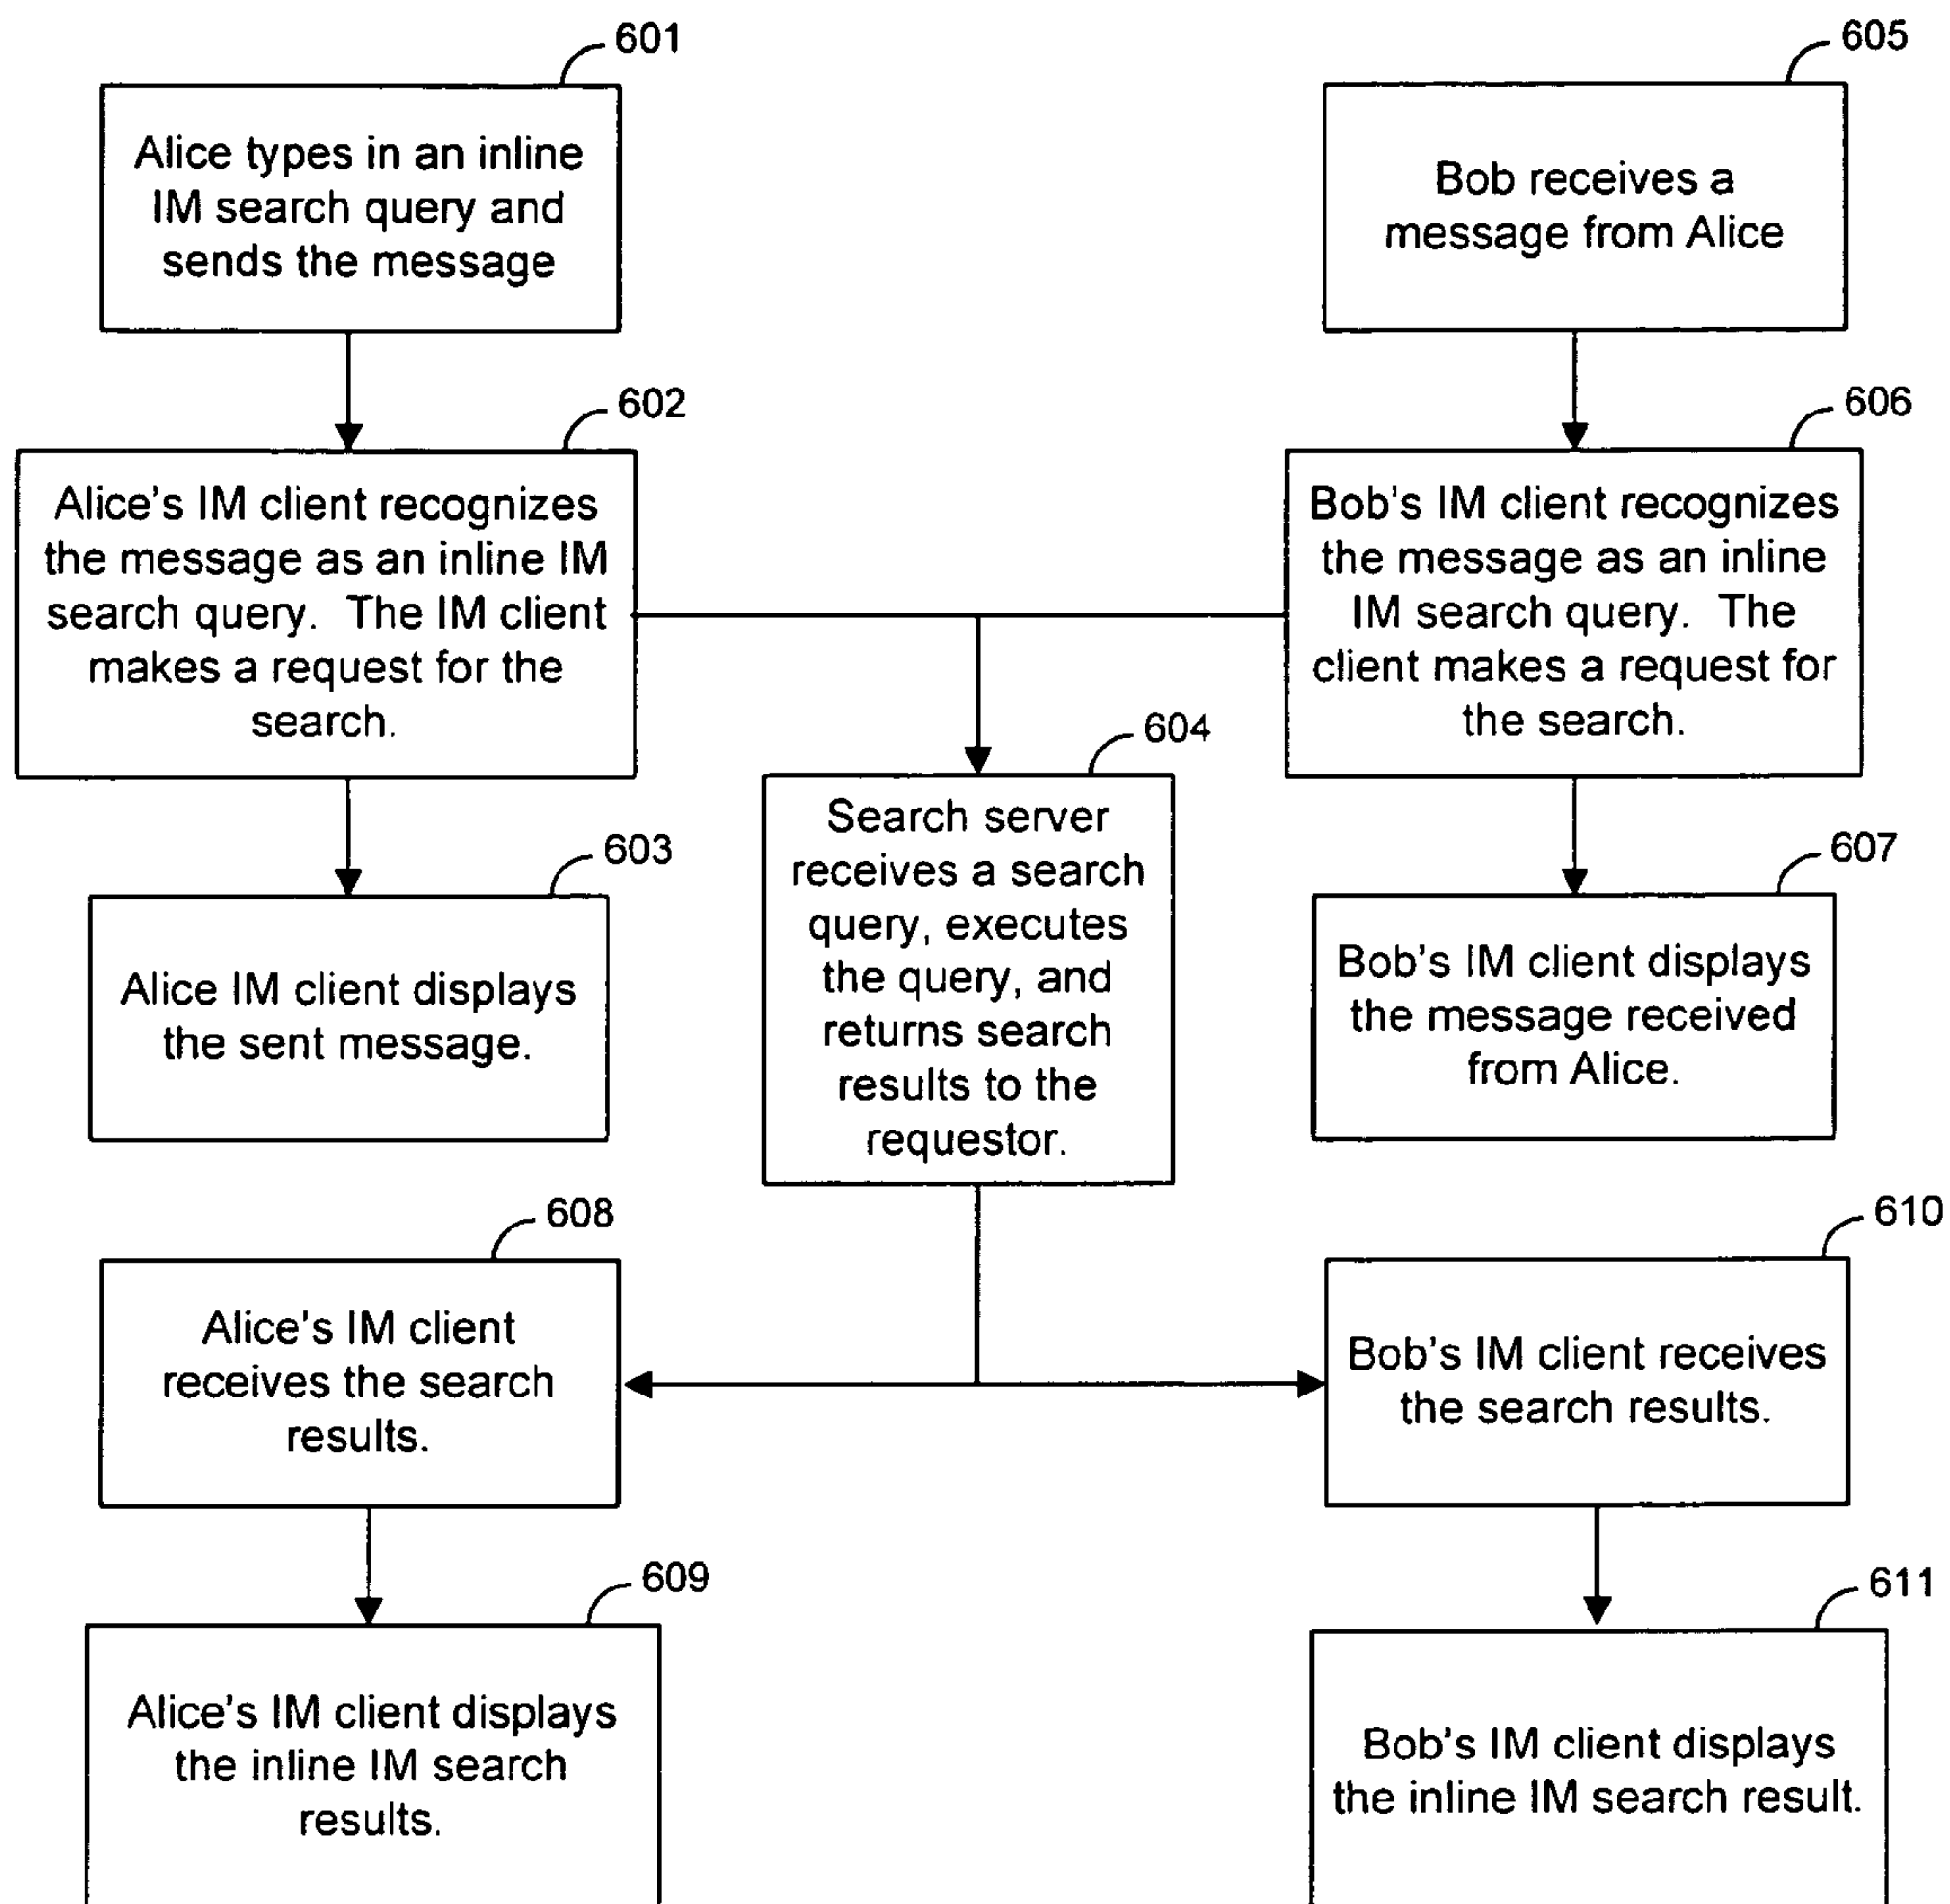 601
Alice types in an inline
IM search query and
sends the message
605
Bob receives a
message from Alice
602
Alice's IM client recognizes
the message as an inline IM
search query. The IM client
makes a request for the
search.
606
Bob's IM client recognizes
the message as an inline
IM search query. The
client makes a request for
the search.
604
Search server
receives a search
query, executes
the query, and
returns search
results to the
requestor.
603
Alice IM client displays
the sent message.
607
Bob's IM client displays
the message received
from Alice.
608
Alice's IM client
receives the search
results.
610
Bob's IM client receives
the search results.
609
Alice's IM client displays
the inline IM search
results.
611
Bob's IM client displays
the inline IM search result.